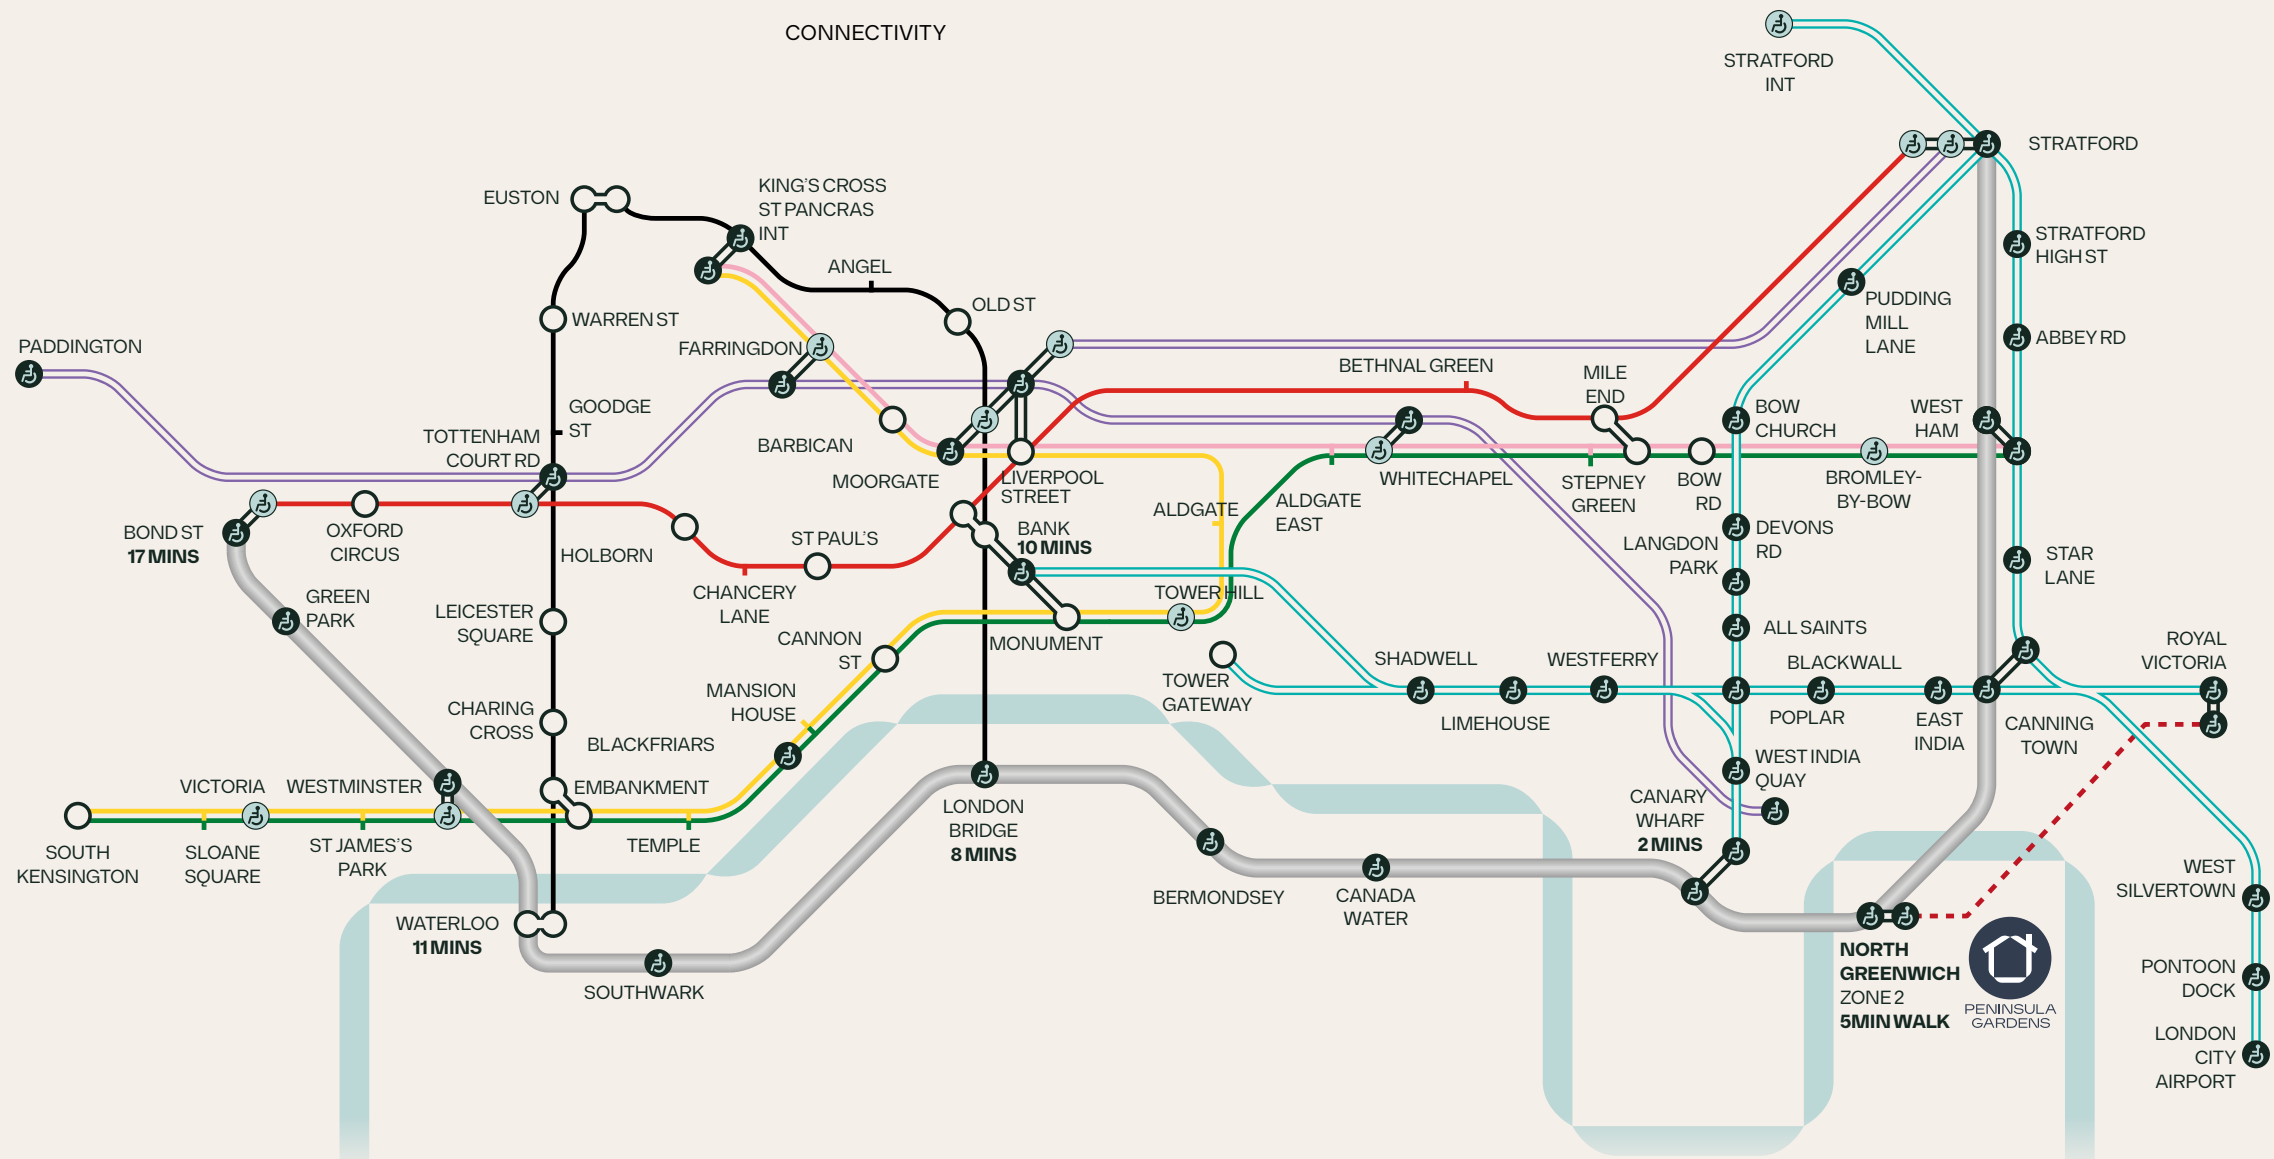 CONNECTIVITY
STRATFORD
INT
STRATFORD
STRATFORD
HIGH ST
PUDDING
MILL
LANE
ABBEY RD
EUSTON
KING'S CROSS
ST PANCRAS
INT
ANGEL
OLD ST
WARREN ST
FARRINGDON
PADDINGTON
BETHNAL GREEN
MILE
END
GOODGE
ST
TOTTENHAM
COURT RD
BARBICAN
MOORGATE
LIVERPOOL
STREET
WHITECHAPEL
STEPNEY
GREEN
BOW
RD
BOW
CHURCH
BROMLEY-
BY-BOW
WEST
HAM
BOND ST
17 MINS
OXFORD
CIRCUS
HOLBORN
ST PAUL'S
CHANCERY
LANE
BANK
10 MINS
ALDGATE
ALDGATE
EAST
DEVONS
RD
LANGDON
PARK
STAR
LANE
GREEN
PARK
LEICESTER
SQUARE
CANNON
ST
MONUMENT
TOWER HILL
ALL SAINTS
TOWER
GATEWAY
SHADWELL
LIMEHOUSE
WESTFERRY
BLACKWALL
POPLAR
EAST
INDIA
CANNING
TOWN
ROYAL
VICTORIA
MANSION
HOUSE
CHARING
CROSS
BLACKFRIARS
WEST INDIA
QUAY
VICTORIA
WESTMINSTER
EMBANKMENT
SOUTH
KENSINGTON
SLOANE
SQUARE
ST JAMES'S
PARK
TEMPLE
LONDON
BRIDGE
8 MINS
CANARY
WHARF
2 MINS
BERMONDSEY
CANADA
WATER
WATERLOO
11 MINS
SOUTHWARK
NORTH
GREENWICH
ZONE 2
5MIN WALK
PENINSULA
GARDENS
WEST
SILVERTOWN
PONTOON
DOCK
LONDON
CITY
AIRPORT